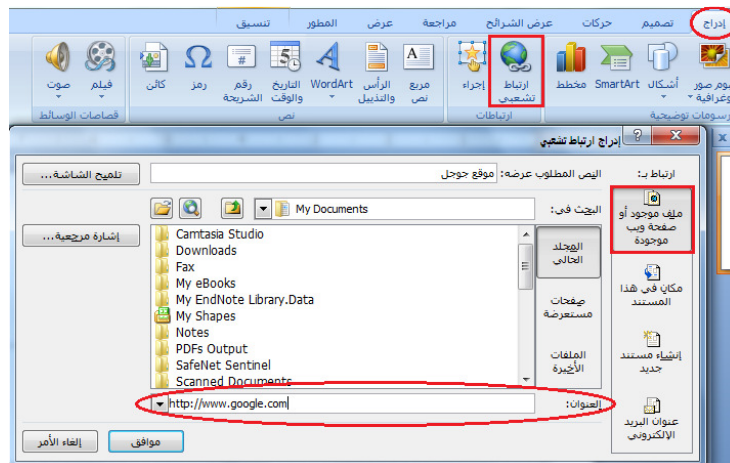 إدراج تصميم حركات عرض الشرائح مراجعة عرض المطور تنسيق
أشكال SmartArt مخطط ارتباط تشعبي إجراء مربع نص الرأس والتذييل WordArt التاريخ والوقت رقم الشريحة رمز كائن فيلم صوت
ارتباطات نص قصاصات الوسائط
إدراج ارتباط تشعبي
ارتباط بـ: النص المطلوب عرضه: موقع جوجل تلميح الشاشة...
ملف موجود أو صفحة ويب موجودة
مكان في هذا المستند
إنشاء مستند جديد
عنوان البريد الإلكتروني
البحث في: My Documents
إشارة مرجعية...
المجلد الحالي
صفحات مستعرضة
الملفات الأخيرة
Camtasia Studio
Downloads
Fax
My eBooks
My EndNote Library.Data
My Shapes
Notes
PDFs Output
SafeNet Sentinel
Scanned Documents
العنوان: http://www.google.com
موافق إلغاء الأمر